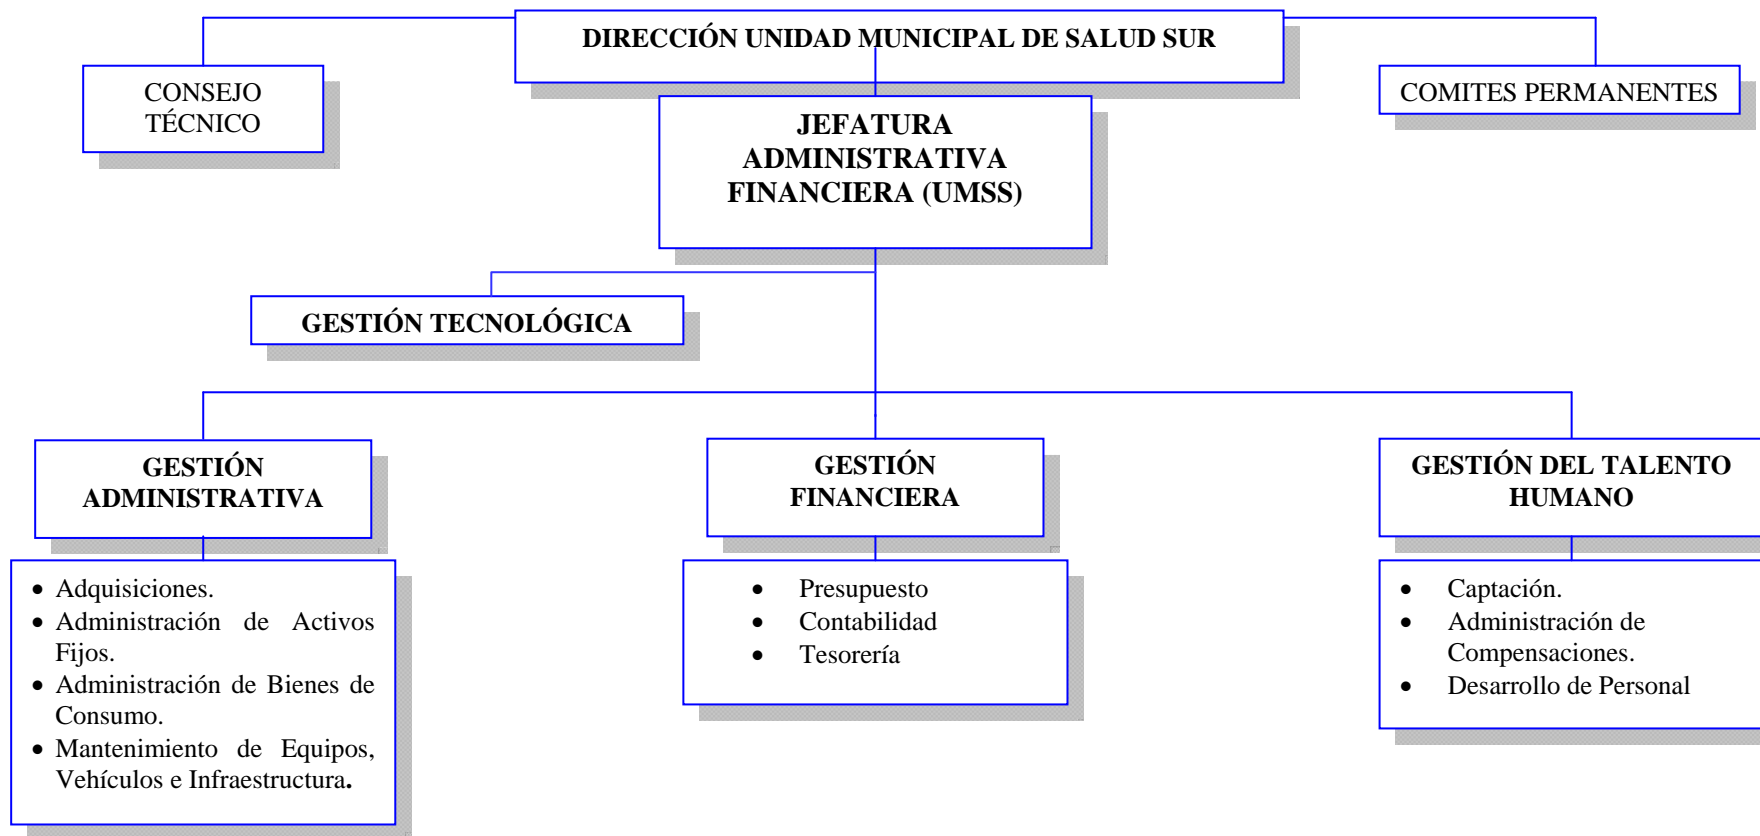 DIRECCIÓN UNIDAD MUNICIPAL DE SALUD SUR
CONSEJO
TÉCNICO
COMITES PERMANENTES
JEFATURA
ADMINISTRATIVA
FINANCIERA (UMSS)
GESTIÓN TECNOLÓGICA
GESTIÓN
ADMINISTRATIVA
• Adquisiciones.
• Administración de Activos
Fijos.
• Administración de Bienes de
Consumo.
• Mantenimiento de Equipos,
Vehículos e Infraestructura.
GESTIÓN
FINANCIERA
• Presupuesto
• Contabilidad
• Tesorería
GESTIÓN DEL TALENTO
HUMANO
• Captación.
• Administración de
Compensaciones.
• Desarrollo de Personal